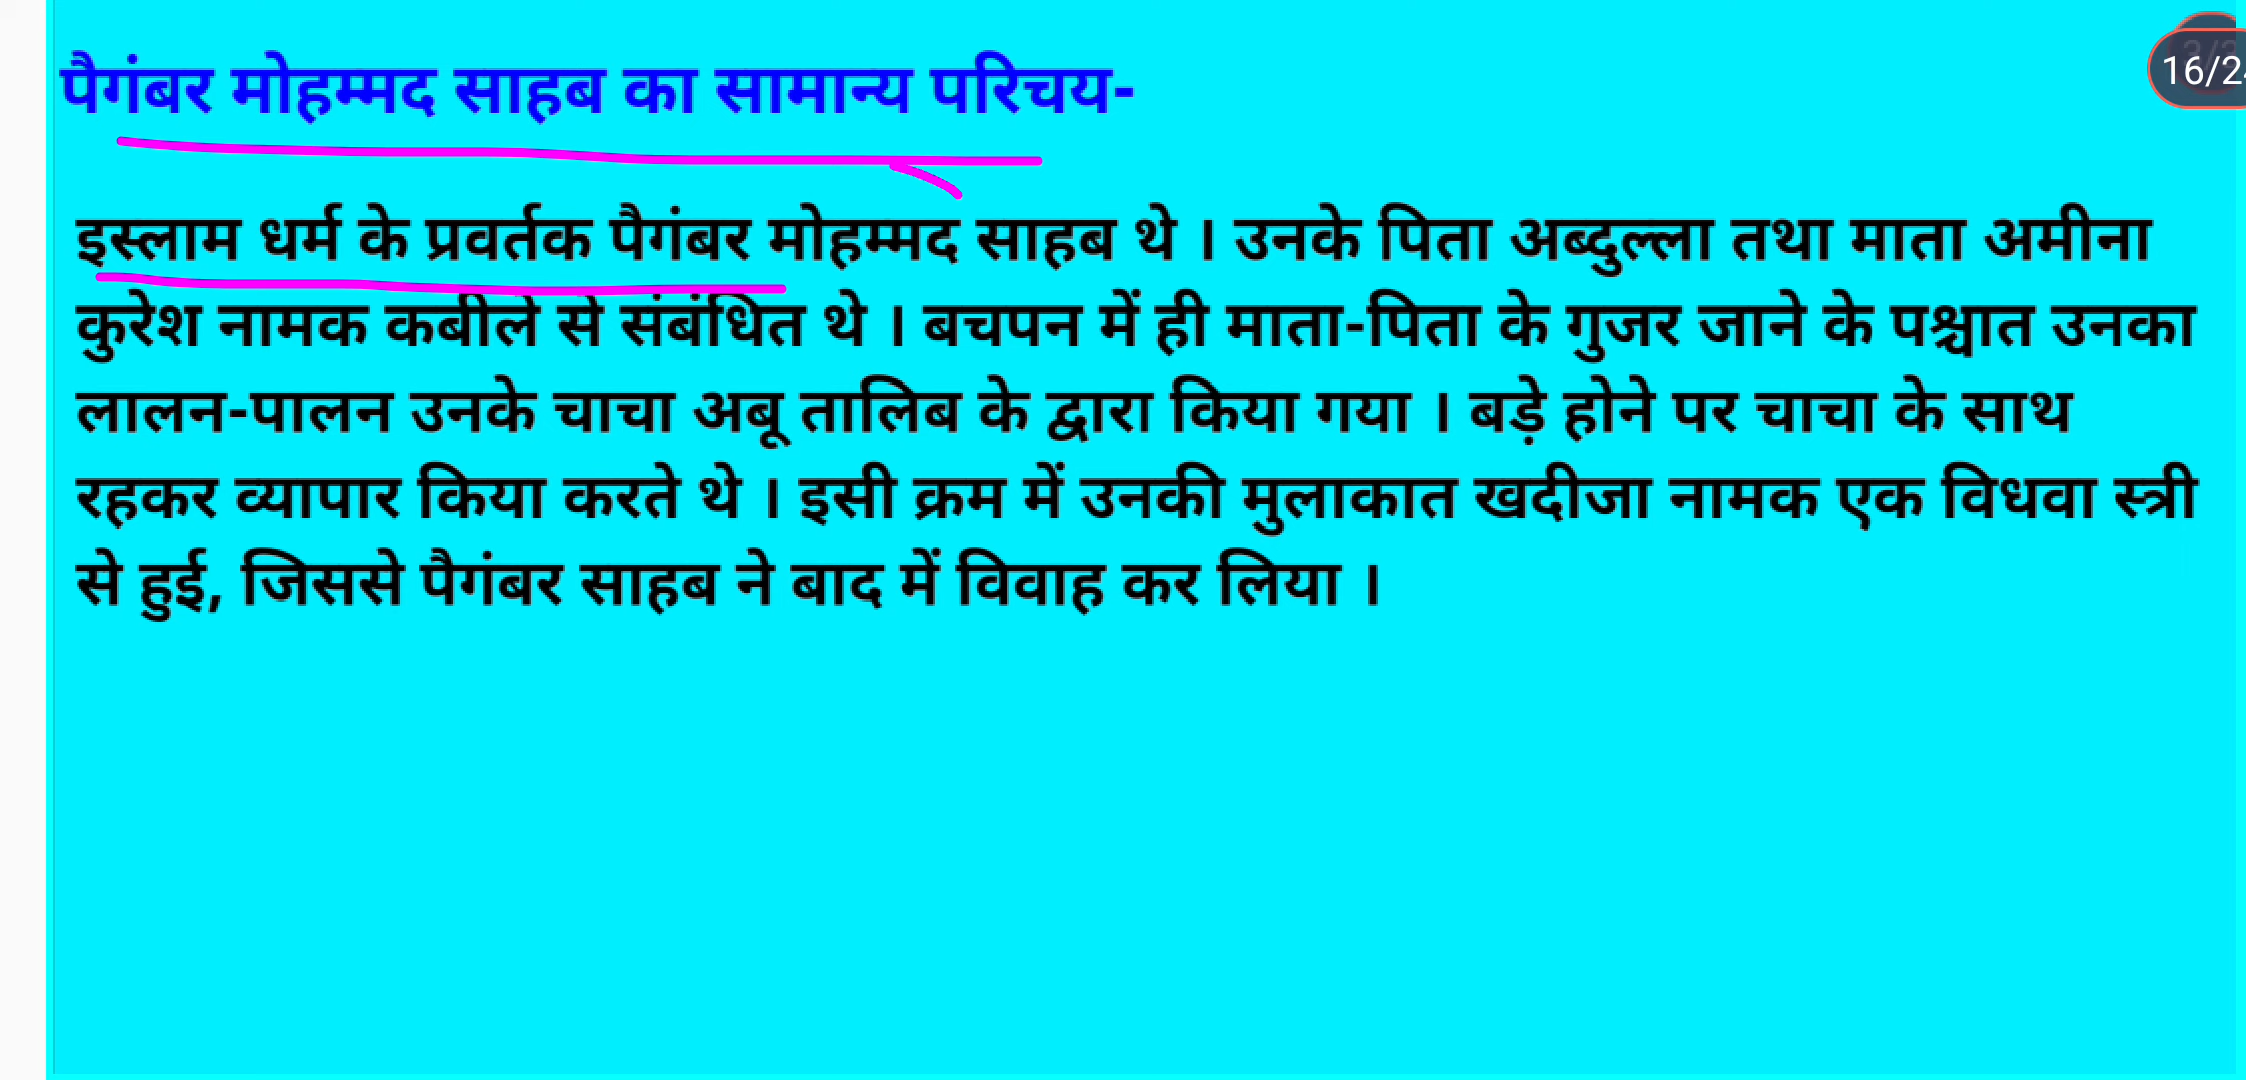 पैगंबर मोहम्मद साहब का सामान्य परिचय-
16/2
इस्लाम धर्म के प्रवर्तक पैगंबर मोहम्मद साहब थे । उनके पिता अब्दुल्ला तथा माता अमीना
कुरेश नामक कबीले से संबंधित थे । बचपन में ही माता-पिता के गुजर जाने के पश्चात उनका
लालन-पालन उनके चाचा अबू तालिब के द्वारा किया गया । बड़े होने पर चाचा के साथ
रहकर व्यापार किया करते थे । इसी क्रम में उनकी मुलाकात खदीजा नामक एक विधवा स्त्री
से हुई, जिससे पैगंबर साहब ने बाद में विवाह कर लिया ।